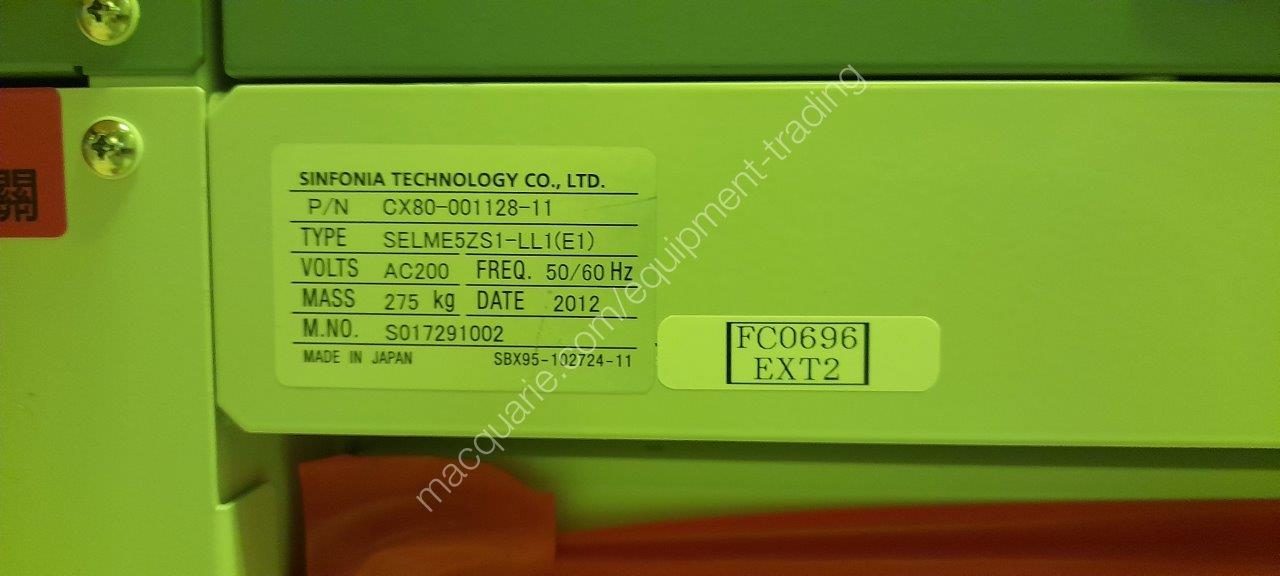 SINFONIA TECHNOLOGY CO., LTD.
P/N CX80-001128-11
TYPE SELME5ZS1-LL1(E1)
VOLTS AC200 FREQ. 50/60 Hz
MASS 275 kg DATE 2012
M.NO. S017291002
MADE IN JAPAN SBX95-102724-11
FC0696
EXT2
關
macquarie.com/equipment-trading